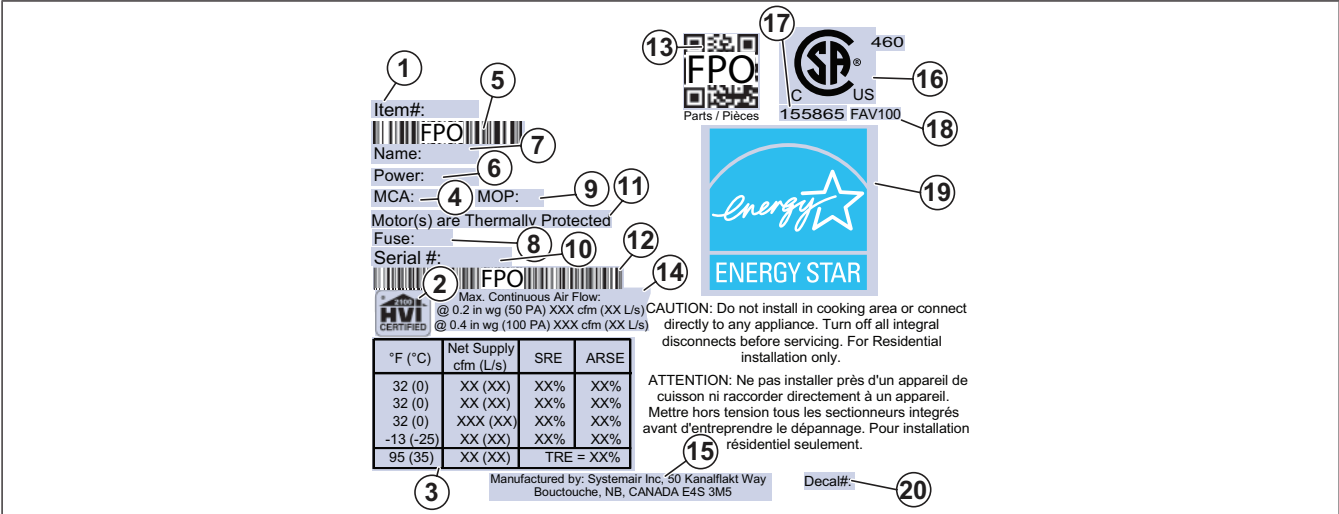 1
5
Item#:
FPO
7
Name:
Power:
6
MCA:
4
MOP:
9
11
Motor(s) are Thermally Protected
Fuse:
8
Serial #:
10
12
FPO
2
14
2100
HVI
CERTIFIED
Max. Continuous Air Flow:
@ 0.2 in wg (50 PA) XXX cfm (XX L/s)
@ 0.4 in wg (100 PA) XXX cfm (XX L/s)
°F (°C) Net Supply cfm (L/s) SRE ARSE
32 (0) XX (XX) XX% XX%
32 (0) XX (XX) XX% XX%
32 (0) XXX (XX) XX% XX%
-13 (-25) XX (XX) XX% XX%
95 (35) XX (XX) TRE = XX%
3
13
FPO
Parts / Pièces
17
CSA ®
C US
460
16
155865 FAV100
18
energy
ENERGY STAR
19
CAUTION: Do not install in cooking area or connect
directly to any appliance. Turn off all integral
disconnects before servicing. For Residential
installation only.
ATTENTION: Ne pas installer près d'un appareil de
cuisson ni raccorder directement à un appareil.
Mettre hors tension tous les sectionneurs integrés
avant d'entreprendre le dépannage. Pour installation
résidentiel seulement.
15
Manufactured by: Systemair Inc, 50 Kanalflakt Way
Bouctouche, NB, CANADA E4S 3M5
Decal#:
20